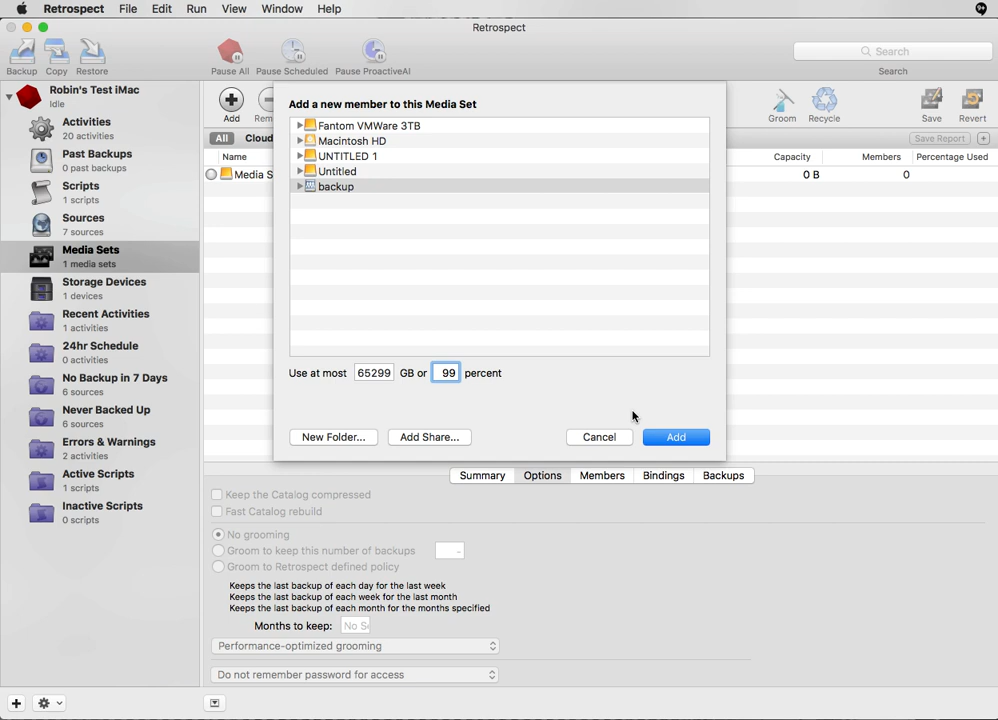 Retrospect File Edit Run View Window Help
9+
Retrospect
Backup Copy Restore Pause All Pause Scheduled Pause ProactiveAI
Search
Search
Robin's Test iMac
Idle
Activities
20 activities
Past Backups
0 past backups
Scripts
1 scripts
Sources
7 sources
Media Sets
1 media sets
Storage Devices
1 devices
Recent Activities
1 activities
24hr Schedule
0 activities
No Backup in 7 Days
6 sources
Never Backed Up
6 sources
Errors & Warnings
2 activities
Active Scripts
1 scripts
Inactive Scripts
0 scripts
Add Rem
Groom Recycle Save Revert
All Cloud
Save Report +
Name Capacity Members Percentage Used
Media S 0 B 0
Add a new member to this Media Set
Fantom VMWare 3TB
Macintosh HD
UNTITLED 1
Untitled
backup
Use at most 65299 GB or 99 percent
New Folder... Add Share... Cancel Add
Summary Options Members Bindings Backups
Keep the Catalog compressed
Fast Catalog rebuild
No grooming
Groom to keep this number of backups -
Groom to Retrospect defined policy
Keeps the last backup of each day for the last week
Keeps the last backup of each week for the last month
Keeps the last backup of each month for the months specified
Months to keep: No S
Performance-optimized grooming
Do not remember password for access